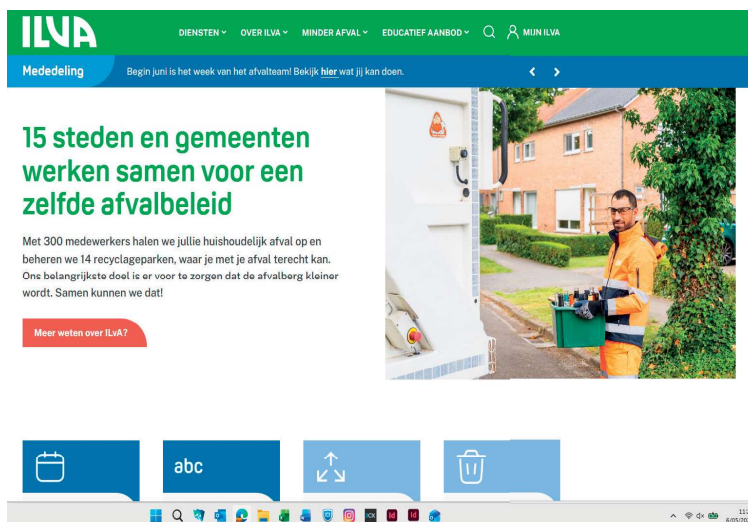 ILVA
DIENSTEN
OVER ILVA
MINDER AFVAL
EDUCATIEF AANBOD
MIJN ILVA
Mededeling
Begin juni is het week van het afvalteam! Bekijk hier wat jij kan doen.
15 steden en gemeenten
werken samen voor een
zelfde afvalbeleid
Met 300 medewerkers halen we jullie huishoudelijk afval op en
beheren we 14 recyclageparken, waar je met je afval terecht kan.
Ons belangrijkste doel is er voor te zorgen dat de afvalberg kleiner
wordt. Samen kunnen we dat!
Meer weten over ILvA?
abc
Id
Id